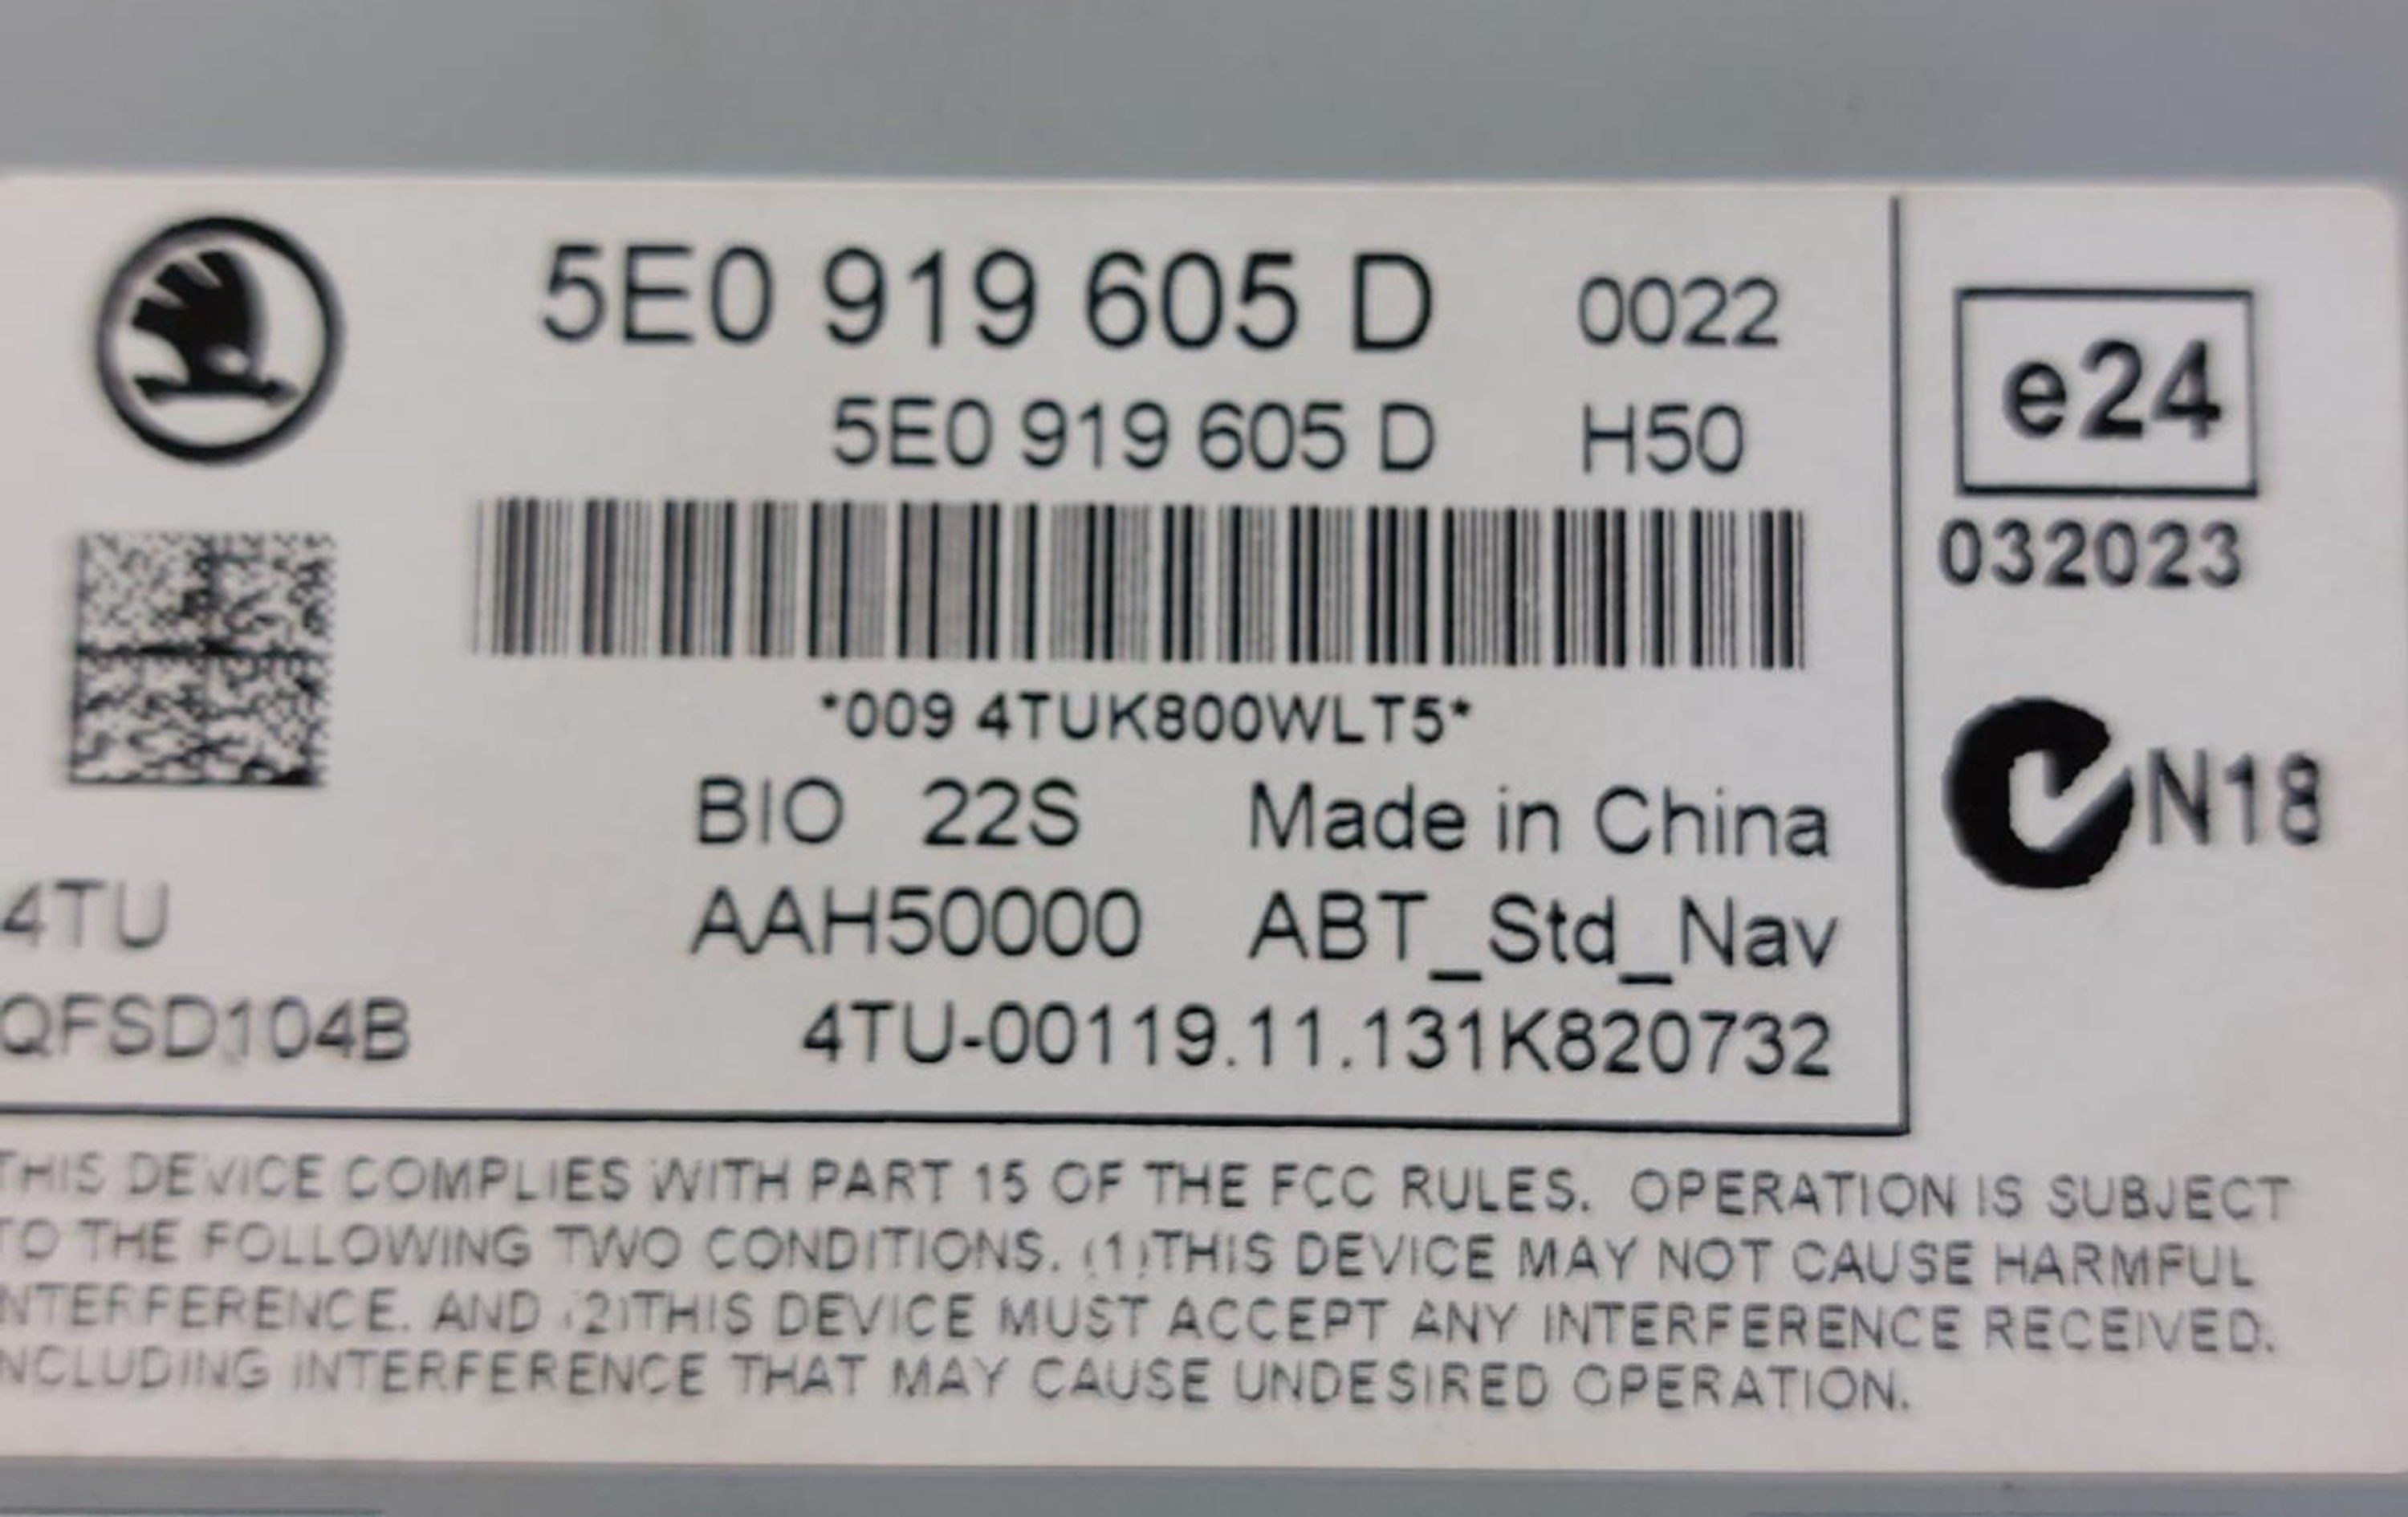 5E0 919 605 D 0022
5E0 919 605 D H50
*009 4TUK800WLT5*
BIO 22S Made in China
AAH50000 ABT_Std_Nav
4TU-00119.11.131K820732
4TU
QFSD104B
e24
032023
N18
THIS DEVICE COMPLIES WITH PART 15 OF THE FCC RULES. OPERATION IS SUBJECT
TO THE FOLLOWING TWO CONDITIONS. (1)THIS DEVICE MAY NOT CAUSE HARMFUL
NTERFERENCE. AND (2)THIS DEVICE MUST ACCEPT ANY INTERFERENCE RECEIVED.
NCLUDING INTERFERENCE THAT MAY CAUSE UNDESIRED OPERATION.